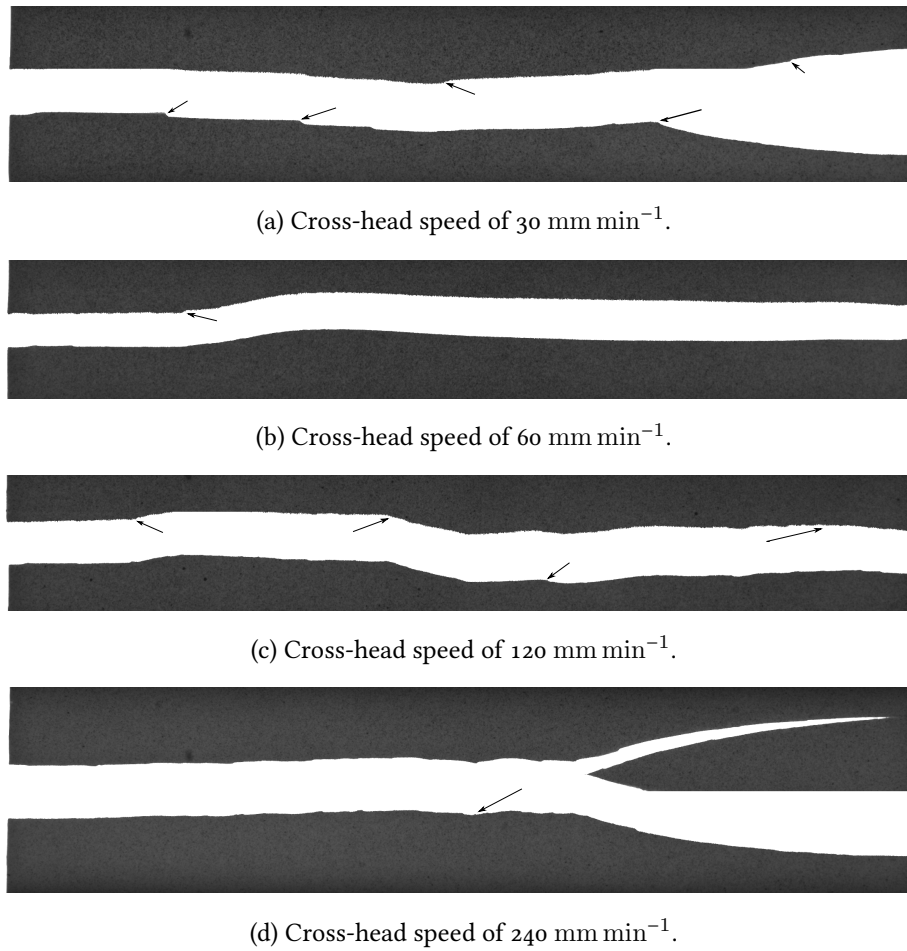 (a) Cross-head speed of 30 mm min⁻¹.
(b) Cross-head speed of 60 mm min⁻¹.
(c) Cross-head speed of 120 mm min⁻¹.
(d) Cross-head speed of 240 mm min⁻¹.